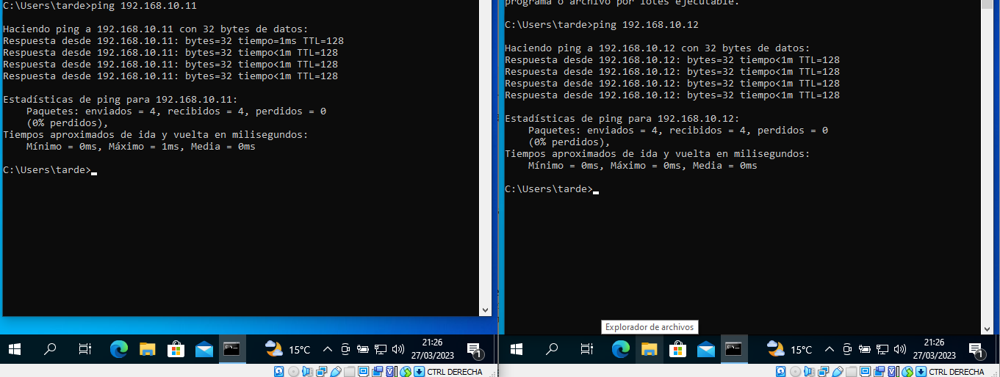 C:\Users\tarde>ping 192.168.10.11
Haciendo ping a 192.168.10.11 con 32 bytes de datos:
Respuesta desde 192.168.10.11: bytes=32 tiempo=1ms TTL=128
Respuesta desde 192.168.10.11: bytes=32 tiempo<1m TTL=128
Respuesta desde 192.168.10.11: bytes=32 tiempo<1m TTL=128
Respuesta desde 192.168.10.11: bytes=32 tiempo<1m TTL=128
Estadísticas de ping para 192.168.10.11:
Paquetes: enviados = 4, recibidos = 4, perdidos = 0
(0% perdidos),
Tiempos aproximados de ida y vuelta en milisegundos:
Mínimo = 0ms, Máximo = 1ms, Media = 0ms
C:\Users\tarde>
15°C
21:26
27/03/2023
1
CTRL DERECHA
programa o archivo por lotes ejecutable.
C:\Users\tarde>ping 192.168.10.12
Haciendo ping a 192.168.10.12 con 32 bytes de datos:
Respuesta desde 192.168.10.12: bytes=32 tiempo<1m TTL=128
Respuesta desde 192.168.10.12: bytes=32 tiempo<1m TTL=128
Respuesta desde 192.168.10.12: bytes=32 tiempo<1m TTL=128
Respuesta desde 192.168.10.12: bytes=32 tiempo<1m TTL=128
Estadísticas de ping para 192.168.10.12:
Paquetes: enviados = 4, recibidos = 4, perdidos = 0
(0% perdidos),
Tiempos aproximados de ida y vuelta en milisegundos:
Mínimo = 0ms, Máximo = 0ms, Media = 0ms
C:\Users\tarde>
Explorador de archivos
15°C
21:26
27/03/2023
1
CTRL DERECHA